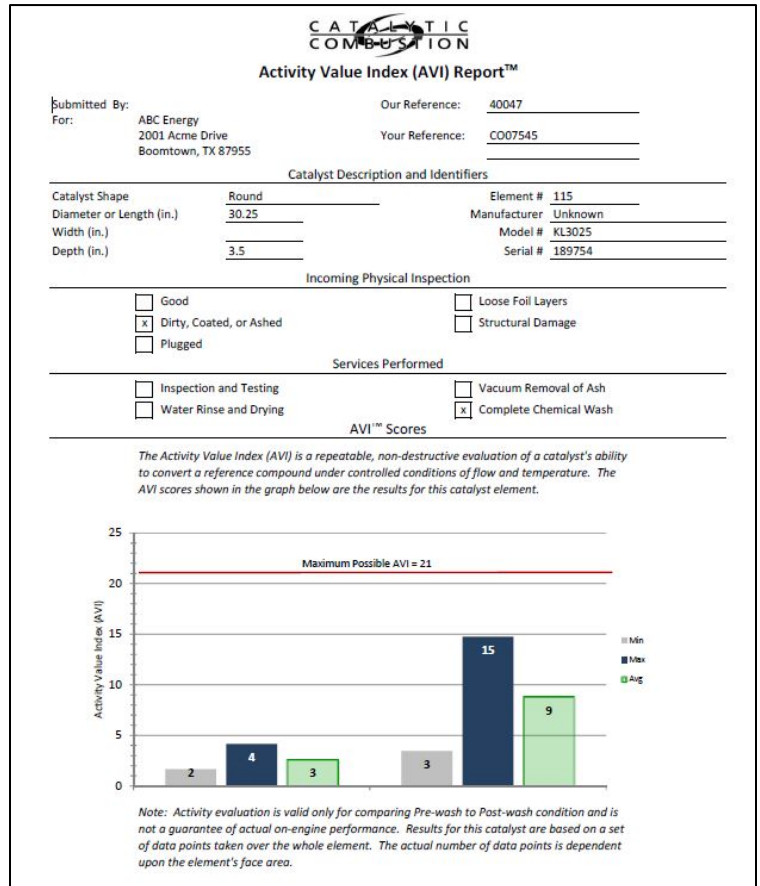 CATALYTIC
COMBUSTION
Activity Value Index (AVI) Report™
Submitted By:
Our Reference: 40047
For: ABC Energy
2001 Acme Drive
Your Reference: CO07545
Boomtown, TX 87955
Catalyst Description and Identifiers
Catalyst Shape Round
Element # 115
Diameter or Length (in.) 30.25
Manufacturer Unknown
Width (in.)
Model # KL3025
Depth (in.) 3.5
Serial # 189754
Incoming Physical Inspection
Good
Loose Foil Layers
x Dirty, Coated, or Ashed
Structural Damage
Plugged
Services Performed
Inspection and Testing
Vacuum Removal of Ash
Water Rinse and Drying
x Complete Chemical Wash
AVI™ Scores
The Activity Value Index (AVI) is a repeatable, non-destructive evaluation of a catalyst's ability
to convert a reference compound under controlled conditions of flow and temperature. The
AVI scores shown in the graph below are the results for this catalyst element.
25
Maximum Possible AVI = 21
20
15
10
5
0
Activity Value Index (AVI)
2
4
3
3
15
9
Min
Max
Avg
Note: Activity evaluation is valid only for comparing Pre-wash to Post-wash condition and is
not a guarantee of actual on-engine performance. Results for this catalyst are based on a set
of data points taken over the whole element. The actual number of data points is dependent
upon the element's face area.